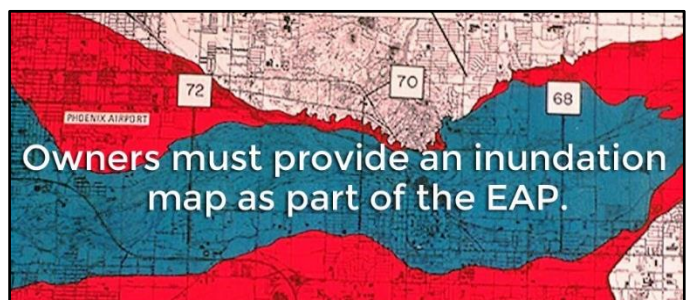 72
70
68
PHOENIX AIRPORT
Owners must provide an inundation
map as part of the EAP.